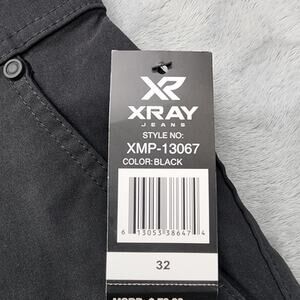 XR
XRAY
JEANS
STYLE NO:
XMP-13067
COLOR: BLACK
6 13053 38647 4
32